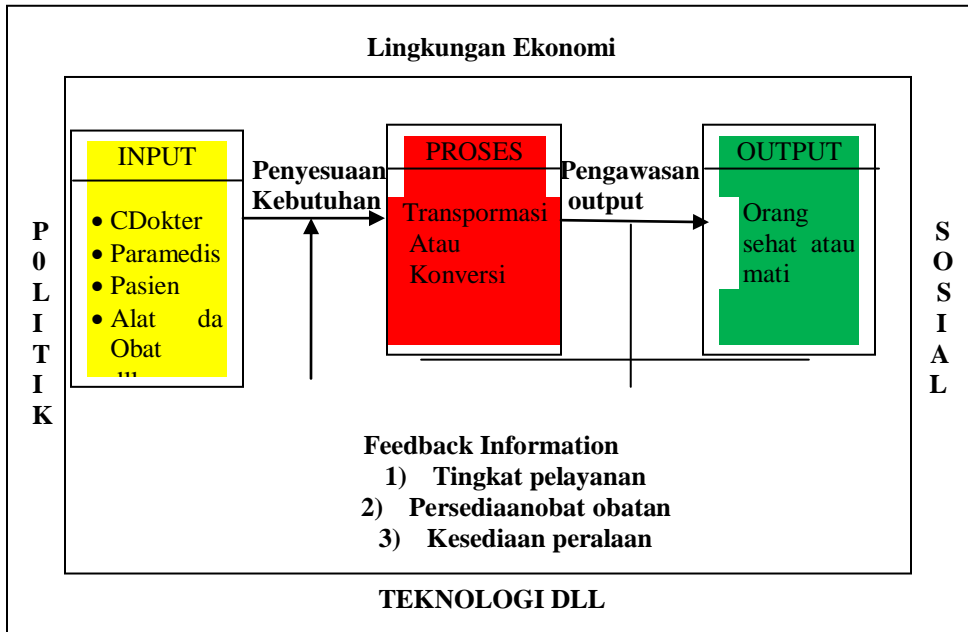 Lingkungan Ekonomi
INPUT
• CDokter
• Paramedis
• Pasien
• Alat da
Obat
dll
Penyesuaan
Kebutuhan
PROSES
Transpormasi
Atau
Konversi
Pengawasan
output
OUTPUT
Orang
sehat atau
mati
P
0
L
I
T
I
K
S
O
S
I
A
L
Feedback Information
1) Tingkat pelayanan
2) Persediaanobat obatan
3) Kesediaan peralaan
TEKNOLOGI DLL